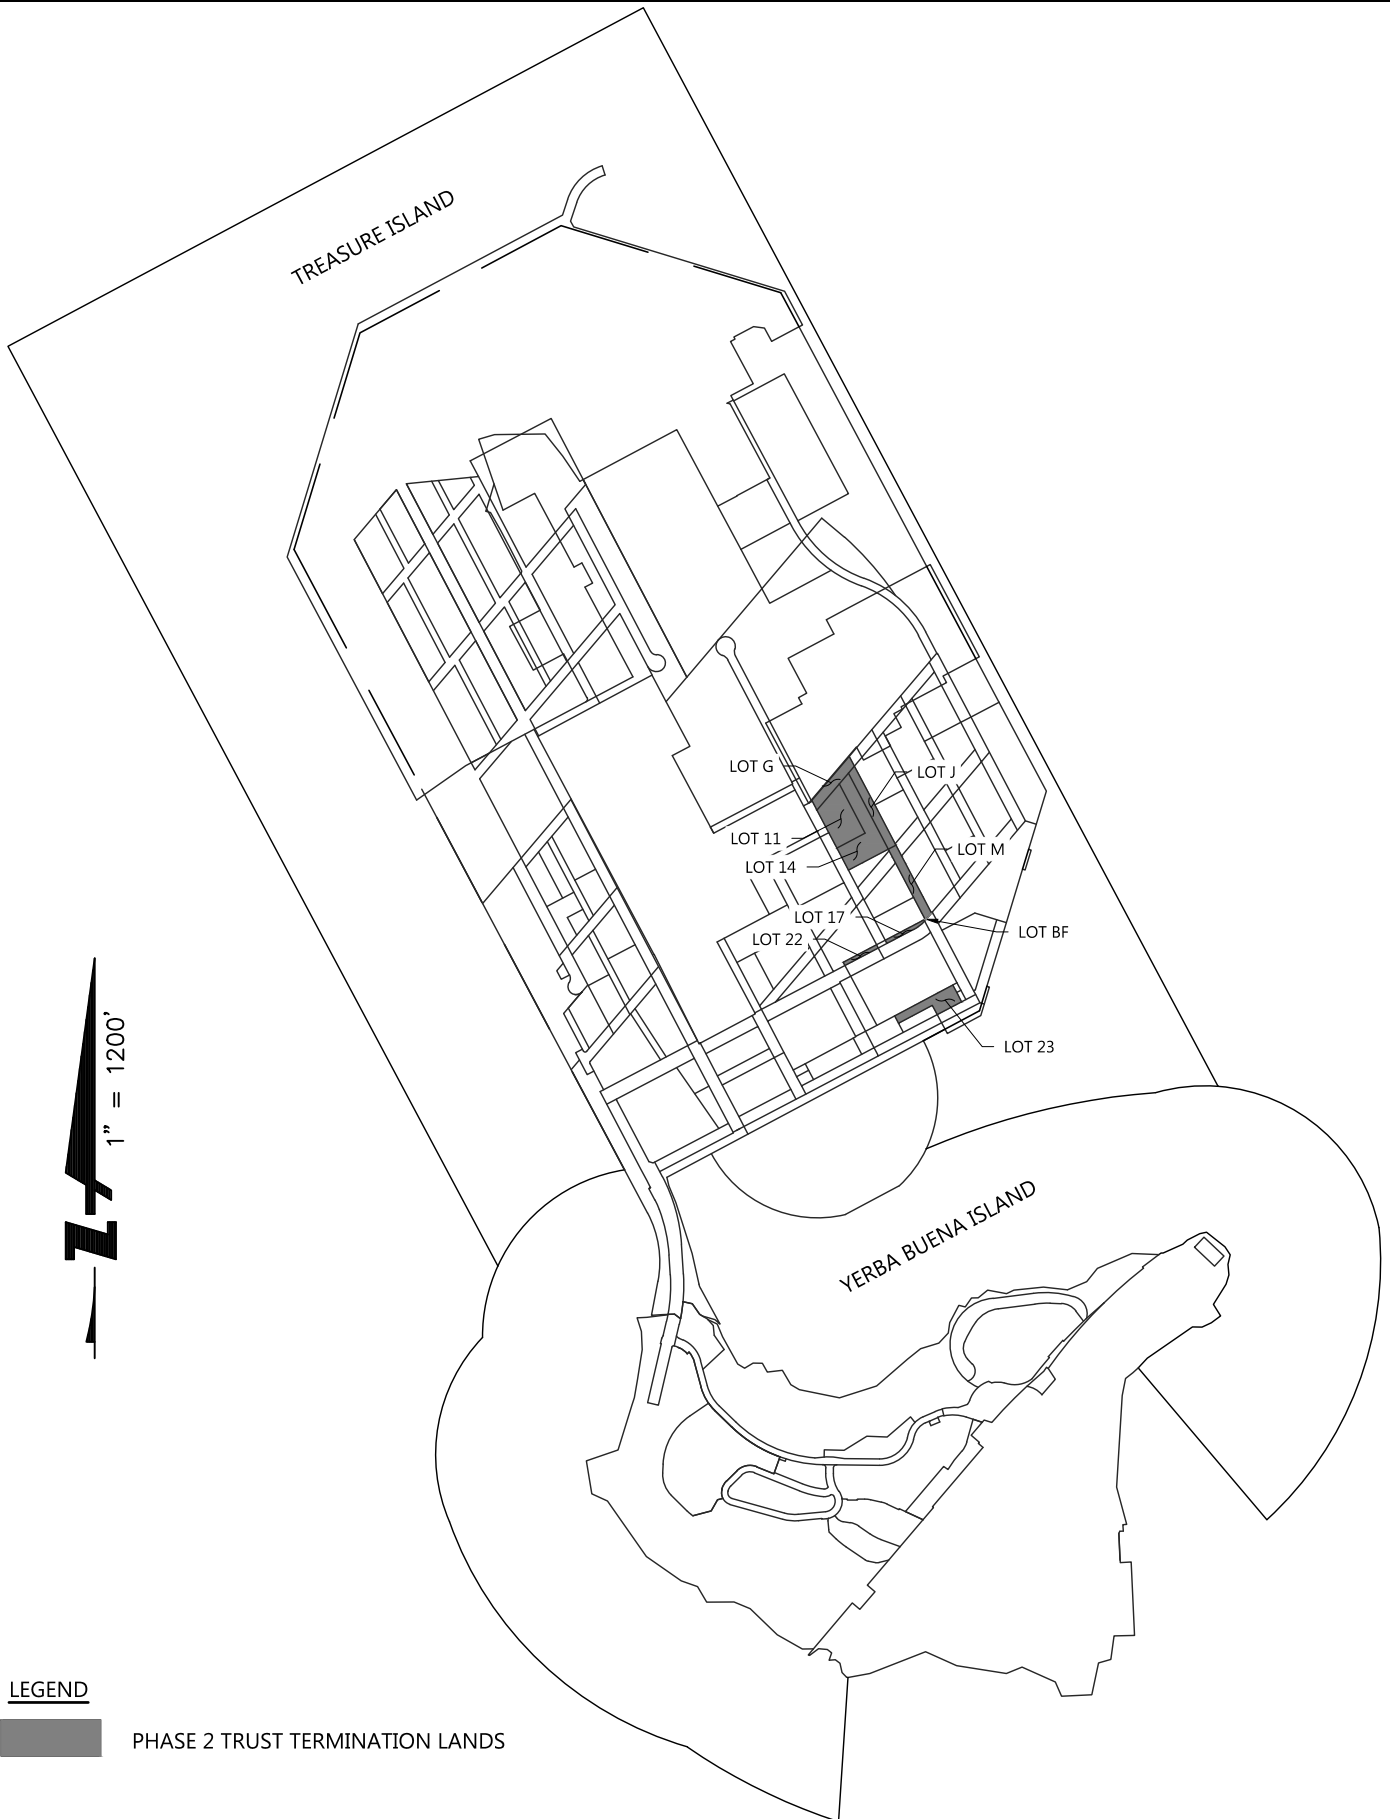 TREASURE ISLAND
LOT G
LOT J
LOT 11
LOT M
LOT 14
LOT 17
LOT BF
LOT 22
LOT 23
1" = 1200'
Z
YERBA BUENA ISLAND
LEGEND
PHASE 2 TRUST TERMINATION LANDS